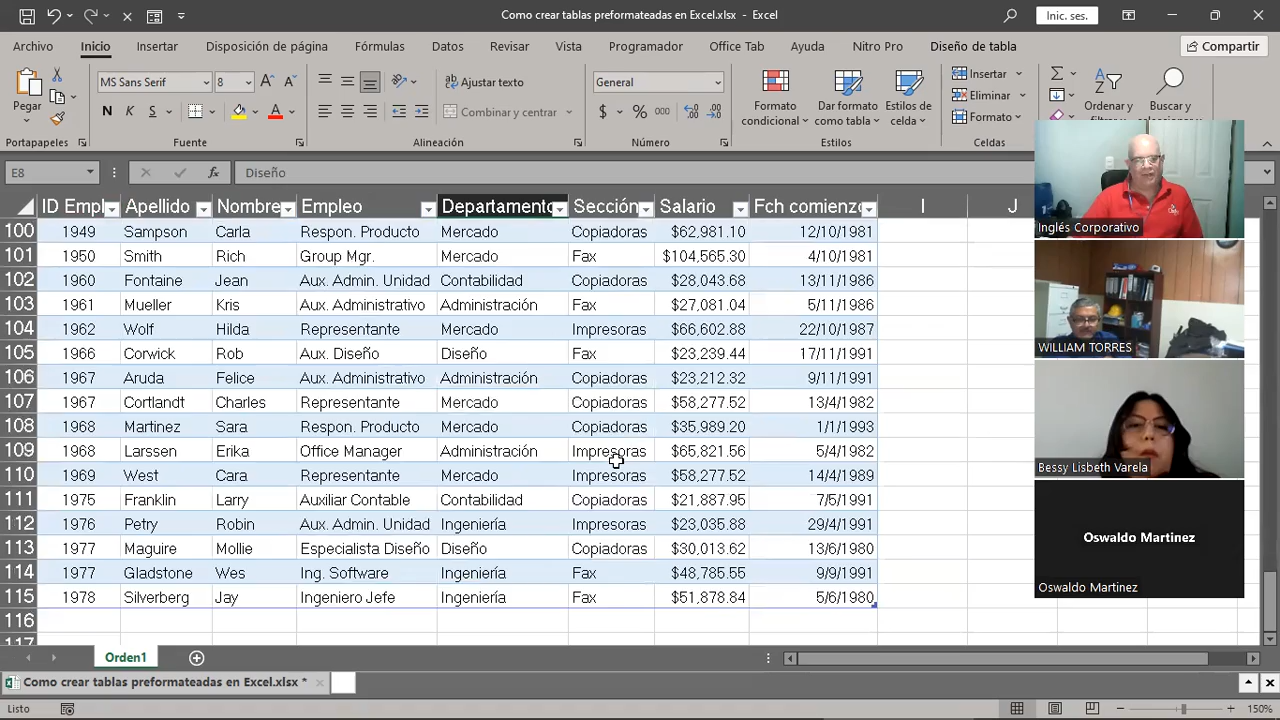 Como crear tablas preformateadas en Excel.xlsx - Excel
Inic. ses.
Archivo Inicio Insertar Disposición de página Fórmulas Datos Revisar Vista Programador Office Tab Ayuda Nitro Pro Diseño de tabla Compartir
Pegar
MS Sans Serif 8
N K S
Ajustar texto
Combinar y centrar
General
$ % 000
Formato condicional
Dar formato como tabla
Estilos de celda
Insertar
Eliminar
Formato
Ordenar y
Buscar y
Portapapeles Fuente Alineación Número Estilos Celdas
E8 fx Diseño
ID Empl Apellido Nombre Empleo Departamento Sección Salario Fch comienzo I J
100 1949 Sampson Carla Respon. Producto Mercado Copiadoras $62,981.10 12/10/1981
101 1950 Smith Rich Group Mgr. Mercado Fax $104,565.30 4/10/1981
102 1960 Fontaine Jean Aux. Admin. Unidad Contabilidad Copiadoras $28,043.68 13/11/1986
103 1961 Mueller Kris Aux. Administrativo Administración Fax $27,081.04 5/11/1986
104 1962 Wolf Hilda Representante Mercado Impresoras $66,602.88 22/10/1987
105 1966 Corwick Rob Aux. Diseño Diseño Fax $23,239.44 17/11/1991
106 1967 Aruda Felice Aux. Administrativo Administración Copiadoras $23,212.32 9/11/1991
107 1967 Cortlandt Charles Representante Mercado Copiadoras $58,277.52 13/4/1982
108 1968 Martinez Sara Respon. Producto Mercado Copiadoras $35,989.20 1/1/1993
109 1968 Larssen Erika Office Manager Administración Impresoras $65,821.56 5/4/1982
110 1969 West Cara Representante Mercado Impresoras $58,277.52 14/4/1989
111 1975 Franklin Larry Auxiliar Contable Contabilidad Copiadoras $21,887.95 7/5/1991
112 1976 Petry Robin Aux. Admin. Unidad Ingeniería Impresoras $23,035.88 29/4/1991
113 1977 Maguire Mollie Especialista Diseño Diseño Copiadoras $30,013.62 13/6/1980
114 1977 Gladstone Wes Ing. Software Ingeniería Fax $48,785.55 9/9/1991
115 1978 Silverberg Jay Ingeniero Jefe Ingeniería Fax $51,878.84 5/6/1980
116
117
Inglés Corporativo
WILLIAM TORRES
Bessy Lisbeth Varela
Oswaldo Martinez
Oswaldo Martinez
Orden1
Como crear tablas preformateadas en Excel.xlsx *
Listo
150%